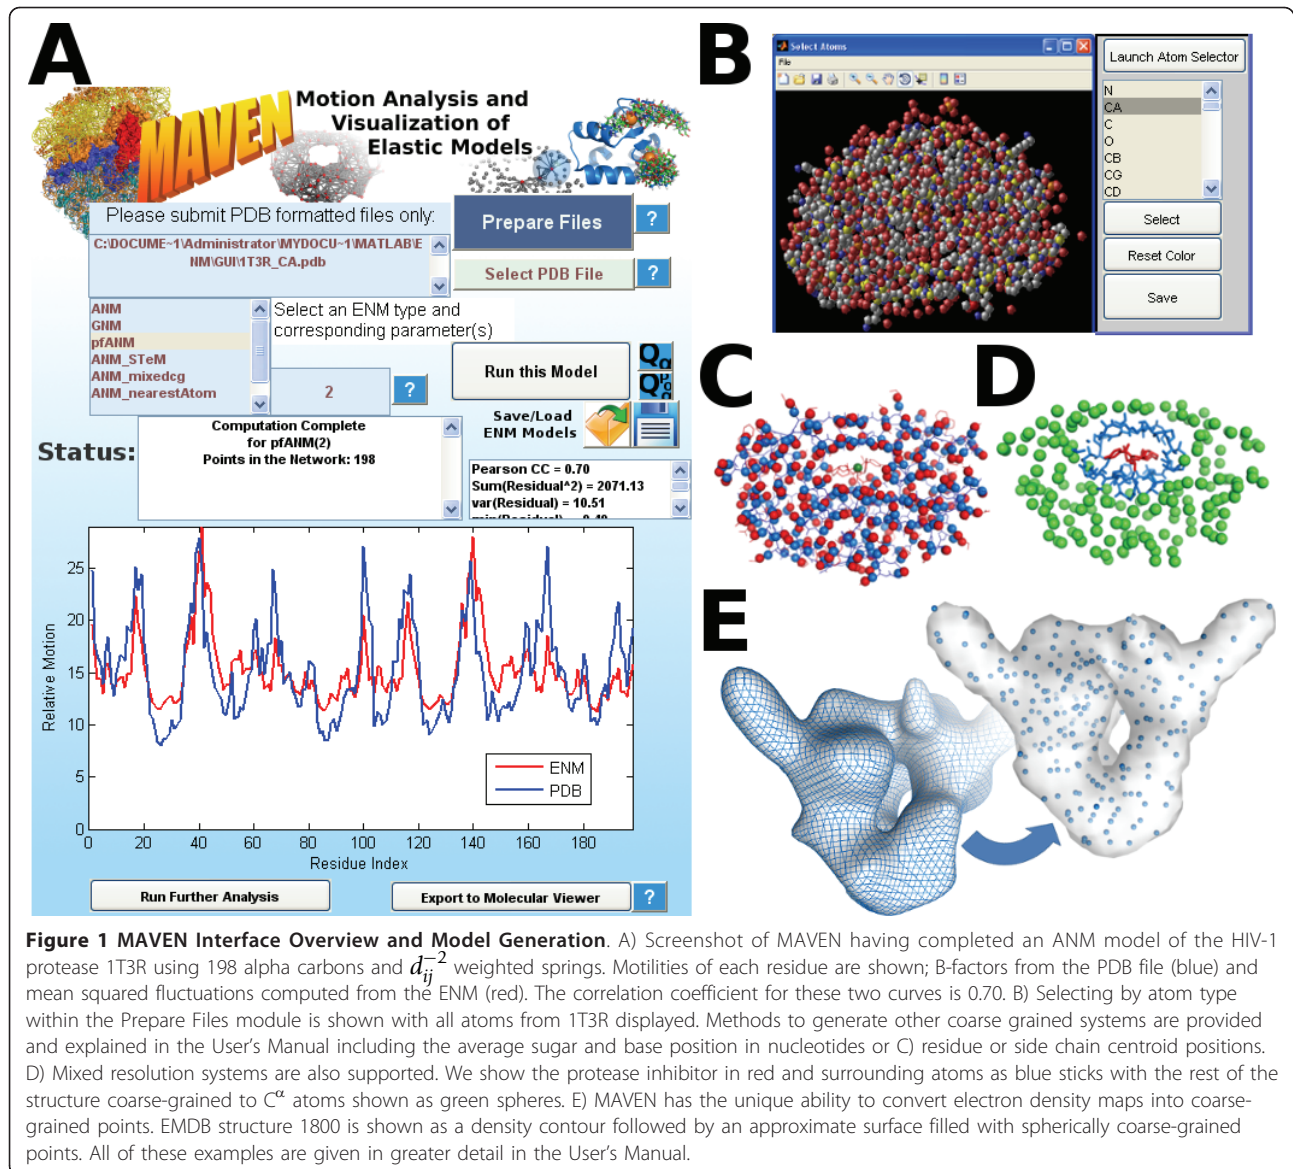 A
MAVEN
Motion Analysis and
Visualization of
Elastic Models
Please submit PDB formatted files only:
C:\DOCUME~1\Administrator\MYDOCU~1\MATLAB\E
NM\GUI\1T3R_CA.pdb
Prepare Files
?
Select PDB File
?
ANM
GNM
pfANM
ANM_STeM
ANM_mixedcg
ANM_nearestAtom
Select an ENM type and
corresponding parameter(s)
2
?
Run this Model
Save/Load
ENM Models
Status:
Computation Complete
for pfANM(2)
Points in the Network: 198
Pearson CC = 0.70
Sum(Residual^2) = 2071.13
var(Residual) = 10.51
Relative Motion
25
20
15
10
5
0
ENM
PDB
0 20 40 60 80 100 120 140 160 180
Residue Index
Run Further Analysis
Export to Molecular Viewer
?
B
Select Atoms
File
Launch Atom Selector
N
CA
C
O
CB
CG
CD
Select
Reset Color
Save
C
D
E
Figure 1 MAVEN Interface Overview and Model Generation. A) Screenshot of MAVEN having completed an ANM model of the HIV-1
protease 1T3R using 198 alpha carbons and d_{ij}^{-2} weighted springs. Motilities of each residue are shown; B-factors from the PDB file (blue) and
mean squared fluctuations computed from the ENM (red). The correlation coefficient for these two curves is 0.70. B) Selecting by atom type
within the Prepare Files module is shown with all atoms from 1T3R displayed. Methods to generate other coarse grained systems are provided
and explained in the User's Manual including the average sugar and base position in nucleotides or C) residue or side chain centroid positions.
D) Mixed resolution systems are also supported. We show the protease inhibitor in red and surrounding atoms as blue sticks with the rest of the
structure coarse-grained to C^α atoms shown as green spheres. E) MAVEN has the unique ability to convert electron density maps into coarse-
grained points. EMDB structure 1800 is shown as a density contour followed by an approximate surface filled with spherically coarse-grained
points. All of these examples are given in greater detail in the User's Manual.